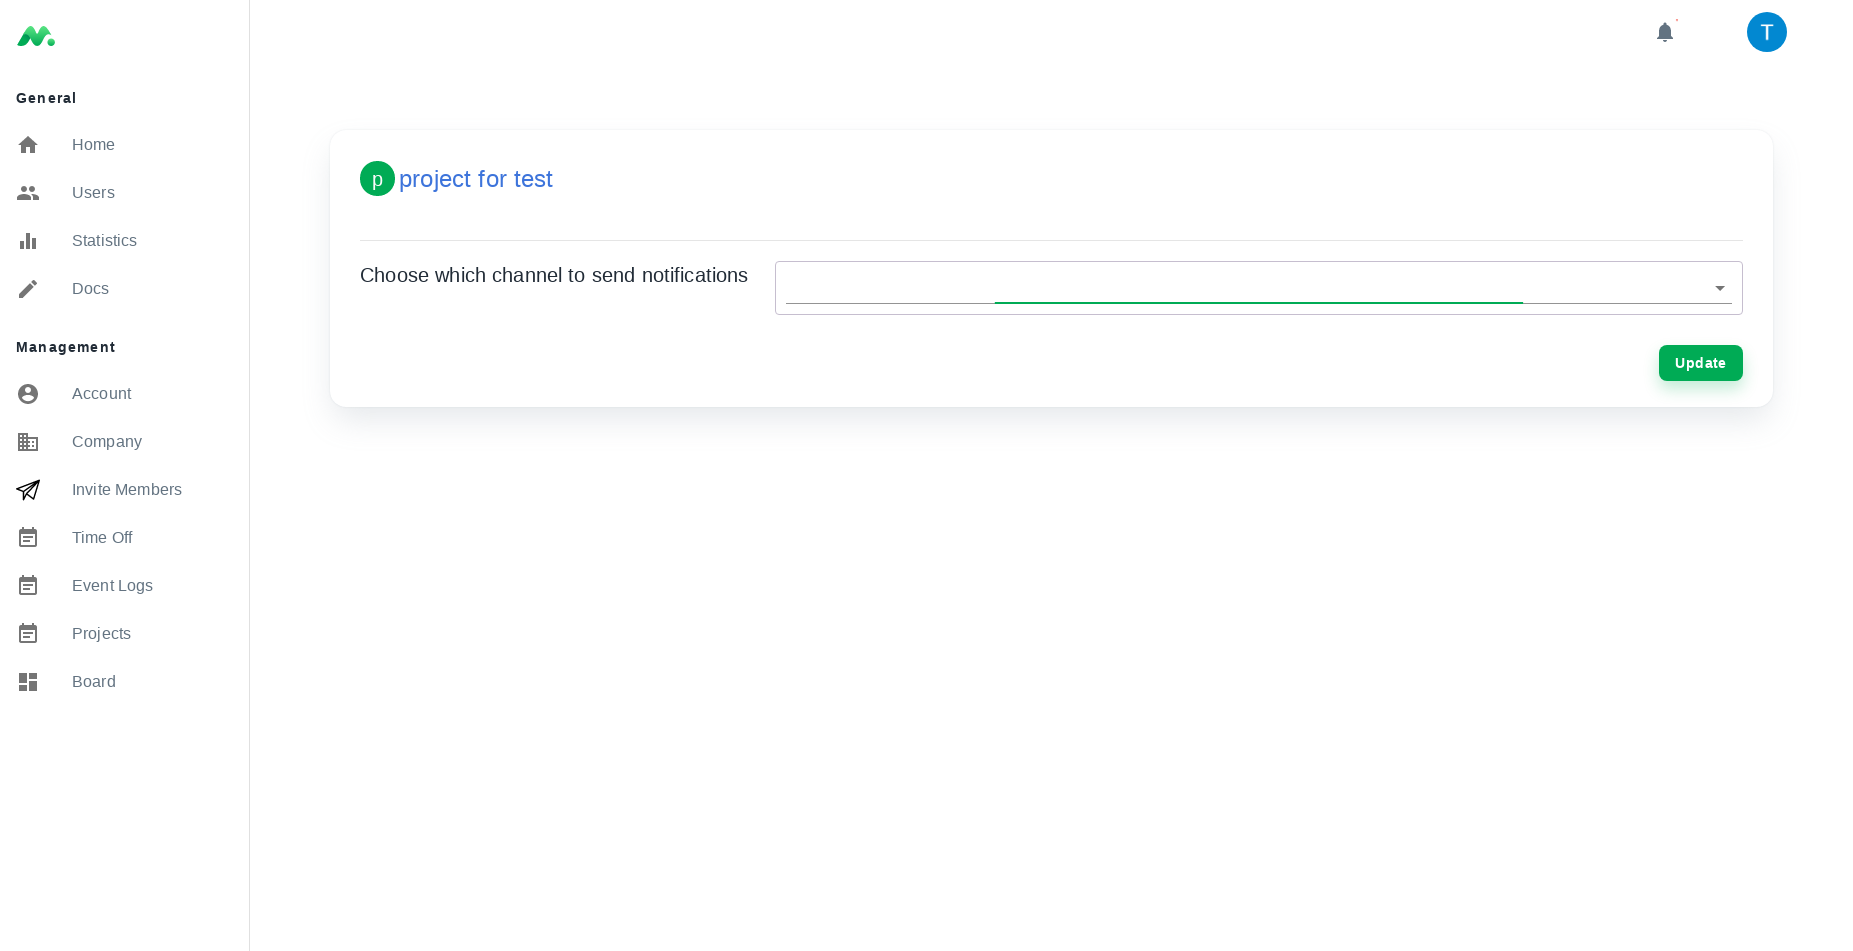 General
Home
Users
Statistics
Docs
Management
Account
Company
Invite Members
Time Off
Event Logs
Projects
Board
T
p project for test
Choose which channel to send notifications
Update